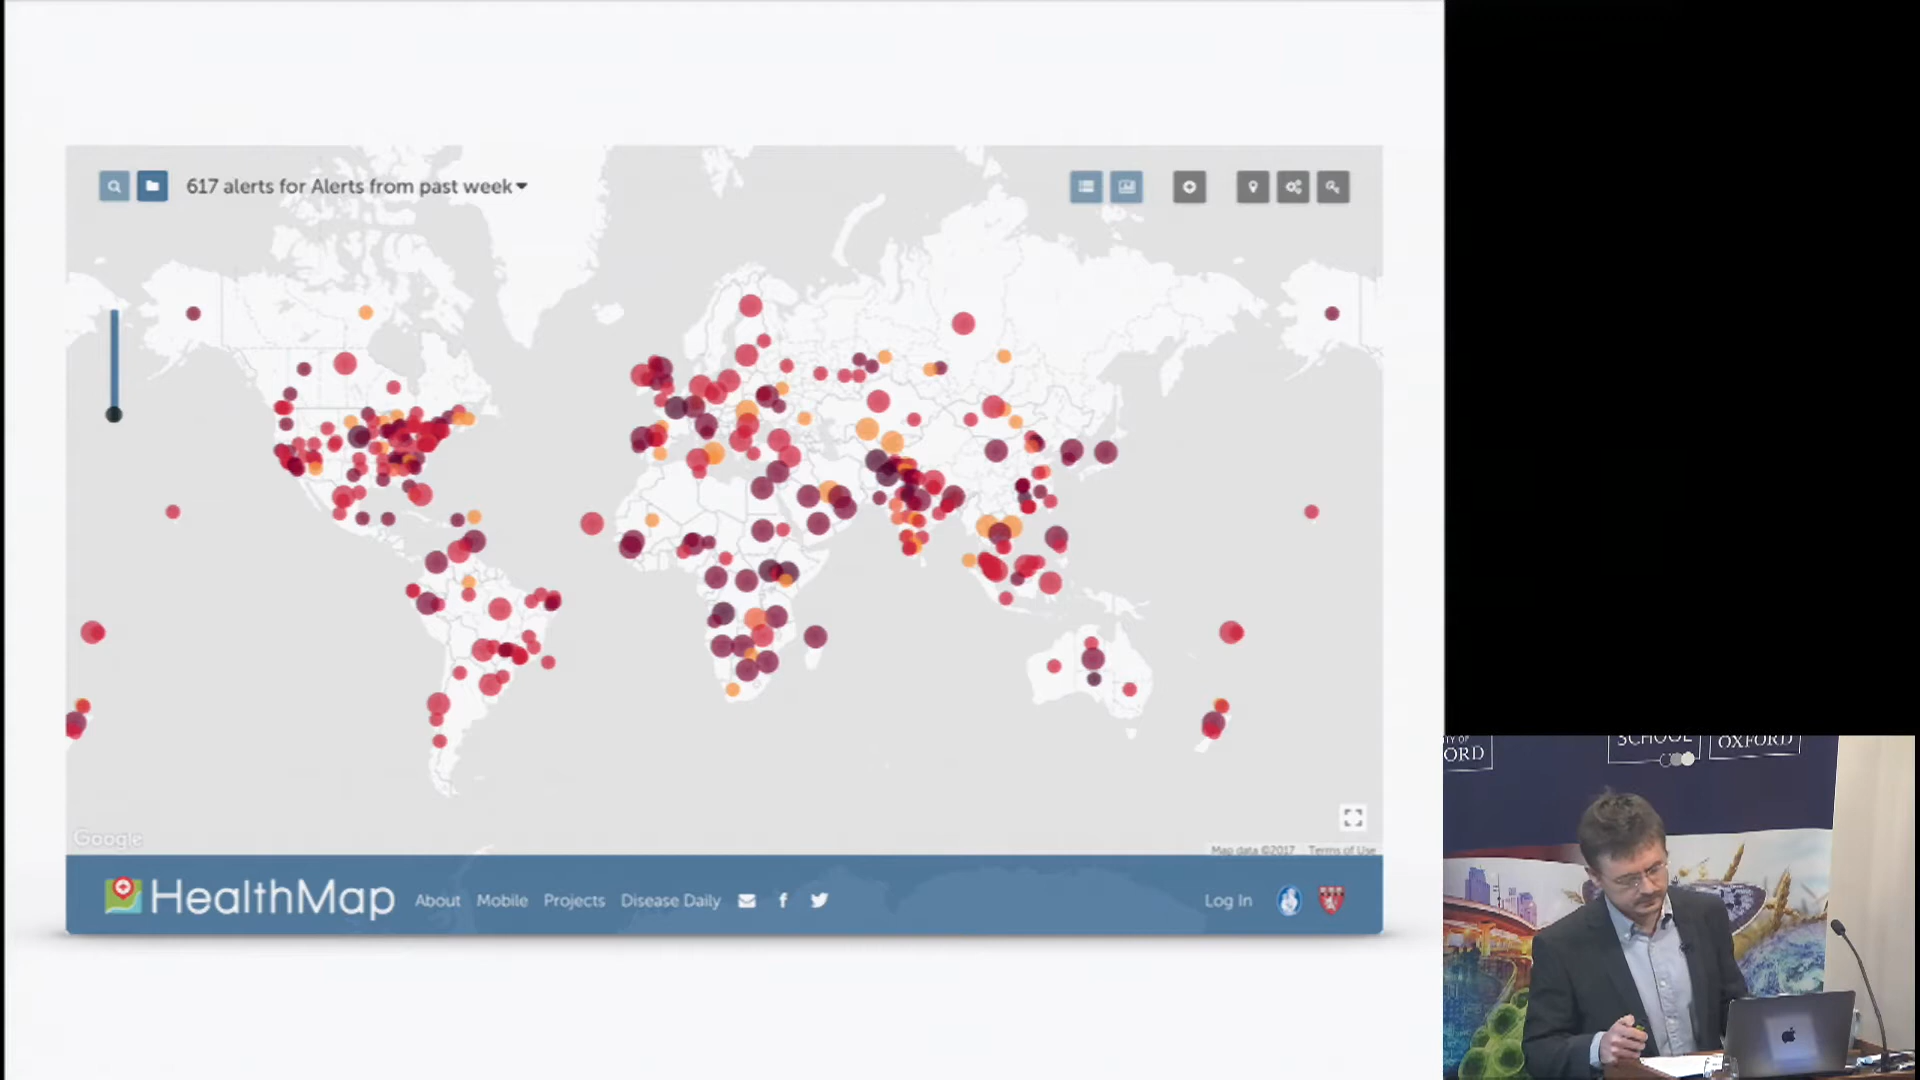 617 alerts for Alerts from past week
Google
Map data ©2017 Terms of Use
HealthMap About Mobile Projects Disease Daily Log In
ORD
SCHOOL
OXFORD